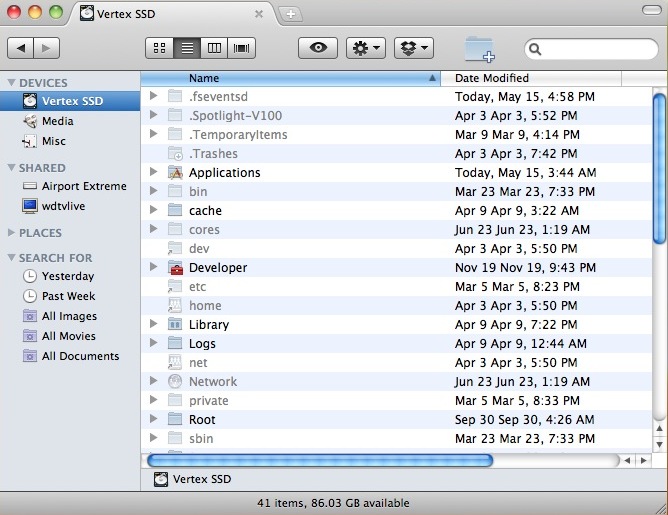 Vertex SSD
DEVICES
Vertex SSD
Media
Misc
SHARED
Airport Extreme
wdtvlive
PLACES
SEARCH FOR
Yesterday
Past Week
All Images
All Movies
All Documents
Name Date Modified
.fseventsd Today, May 15, 4:58 PM
.Spotlight-V100 Apr 3 Apr 3, 5:52 PM
.TemporaryItems Mar 9 Mar 9, 4:14 PM
.Trashes Apr 3 Apr 3, 7:42 PM
Applications Today, May 15, 3:44 AM
bin Mar 23 Mar 23, 7:33 PM
cache Apr 9 Apr 9, 3:22 AM
cores Jun 23 Jun 23, 1:19 AM
dev Apr 3 Apr 3, 5:50 PM
Developer Nov 19 Nov 19, 9:43 PM
etc Mar 5 Mar 5, 8:23 PM
home Apr 3 Apr 3, 5:50 PM
Library Apr 9 Apr 9, 7:22 PM
Logs Apr 9 Apr 9, 12:44 AM
net Apr 3 Apr 3, 5:50 PM
Network Jun 23 Jun 23, 1:19 AM
private Mar 5 Mar 5, 8:33 PM
Root Sep 30 Sep 30, 4:26 AM
sbin Mar 23 Mar 23, 7:33 PM
Vertex SSD
41 items, 86.03 GB available